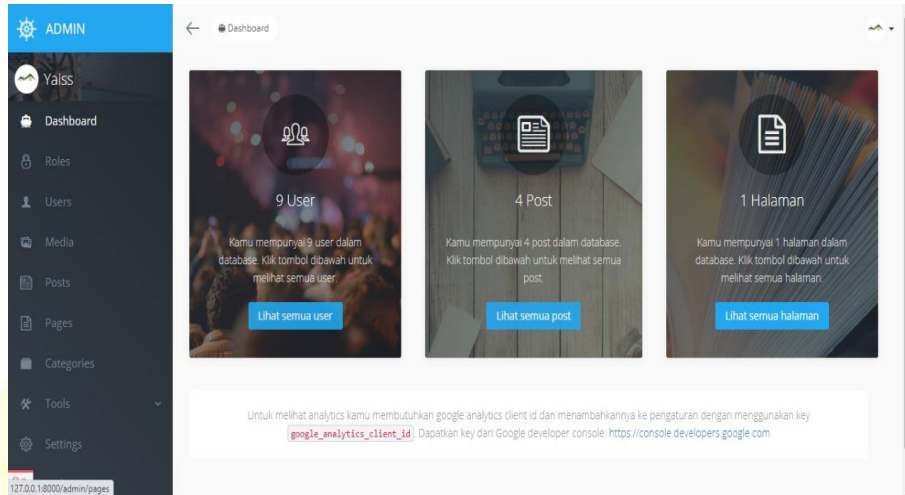 ADMIN
Dashboard
Yaiss
Dashboard
Roles
Users
Media
Posts
Pages
Categories
Tools
Settings
127.0.0.1:8000/admin/pages
9 User
Kamu mempunyai 9 user dalam
database. Klik tombol dibawah untuk
melihat semua user.
Lihat semua user
4 Post
Kamu mempunyai 4 post dalam database.
Klik tombol dibawah untuk melihat semua
post.
Lihat semua post
1 Halaman
Kamu mempunyai 1 halaman dalam
database. Klik tombol dibawah untuk
melihat semua halaman.
Lihat semua halaman
Untuk melihat analytics kamu membutuhkan google analytics client id dan menambahkannya ke pengaturan dengan menggunakan key
google_analytics_client_id. Dapatkan key dari Google developer console: https://console.developers.google.com